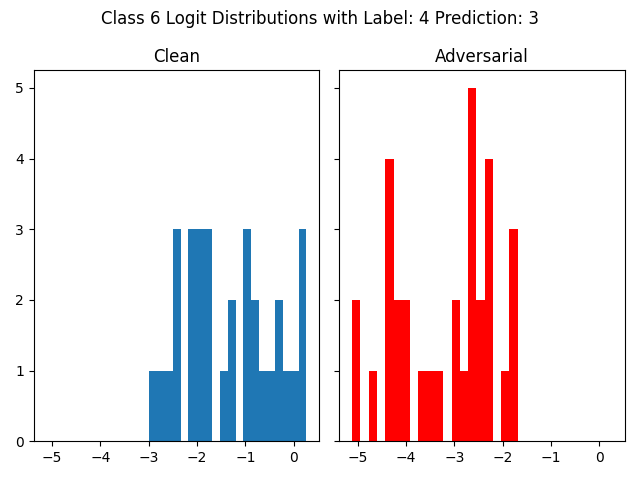 Class 6 Logit Distributions with Label: 4 Prediction: 3
Clean
Adversarial
5
4
3
2
1
0
−5 −4 −3 −2 −1 0
−5 −4 −3 −2 −1 0